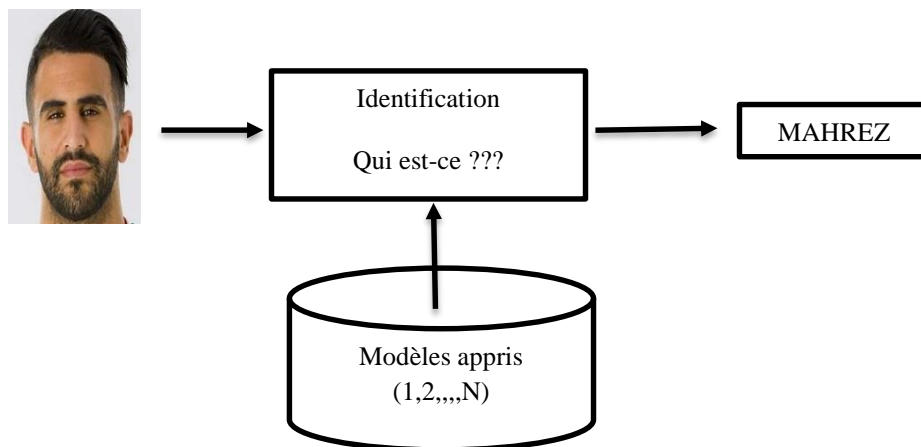 Identification
Qui est-ce ???
MAHREZ
Modèles appris
(1,2,,,,N)